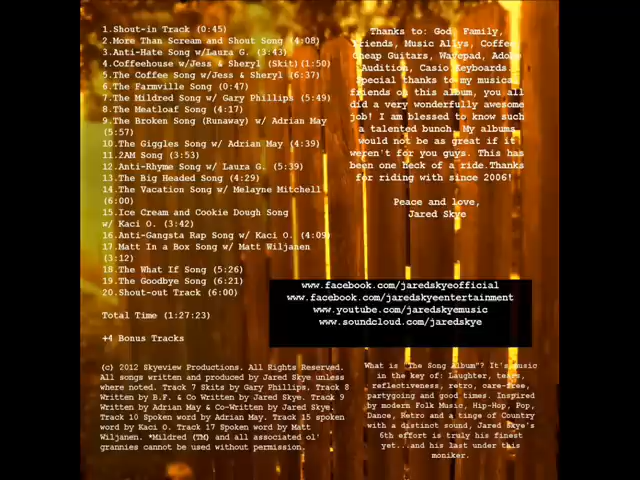 1.Shout-in Track (0:45)
2.More Than Scream and Shout Song (4:08)
3.Anti-Hate Song w/Laura G. (3:43)
4.Coffeehouse w/Jess & Sheryl (Skit)(1:50)
5.The Coffee Song w/Jess & Sheryl (6:37)
6.The Farmville Song (0:47)
7.The Mildred Song w/ Gary Phillips (5:49)
8.The Meatloaf Song (4:17)
9.The Broken Song (Runaway) w/ Adrian May
(5:57)
10.The Giggles Song w/ Adrian May (4:39)
11.2AM Song (3:53)
12.Anti-Rhyme Song w/ Laura G. (5:39)
13.The Big Headed Song (4:29)
14.The Vacation Song w/ Melayne Mitchell
(6:00)
15.Ice Cream and Cookie Dough Song
w/ Kaci O. (3:42)
16.Anti-Gangsta Rap Song w/ Kaci O. (4:09)
17.Matt In a Box Song w/ Matt Wiljanen
(3:12)
18.The What If Song (5:26)
19.The Goodbye Song (6:21)
20.Shout-out Track (6:00)
Total Time (1:27:23)
+4 Bonus Tracks
(c) 2012 Skyeview Productions. All Rights Reserved.
All songs written and produced by Jared Skye unless
where noted. Track 7 Skits by Gary Phillips. Track 8
Written by B.F. & Co Written by Jared Skye. Track 9
Written by Adrian May & Co-Written by Jared Skye.
Track 10 Spoken word by Adrian May. Track 15 spoken
word by Kaci O. Track 17 Spoken word by Matt
Wiljanen. *Mildred (TM) and all associated ol'
grannies cannot be used without permission.
Thanks to: God, Family,
Friends, Music Allys, Coffee,
Cheap Guitars, Wavepad, Adobe
Audition, Casio Keyboards.
Special thanks to my musical
friends on this album, you all
did a very wonderfully awesome
job! I am blessed to know such
a talented bunch. My albums
would not be as great if it
weren't for you guys. This has
been one heck of a ride.Thanks
for riding with since 2006!
Peace and love,
Jared Skye
www.facebook.com/jaredskyeofficial
www.facebook.com/jaredskyeentertainment
www.youtube.com/jaredskyemusic
www.soundcloud.com/jaredskye
What is "The Song Album"? It's music
in the key of: Laughter, tears,
reflectiveness, retro, care-free,
partygoing and good times. Inspired
by modern Folk Music, Hip-Hop, Pop,
Dance, Retro and a tinge of Country
with a distinct sound, Jared Skye's
6th effort is truly his finest
yet...and his last under this
moniker.